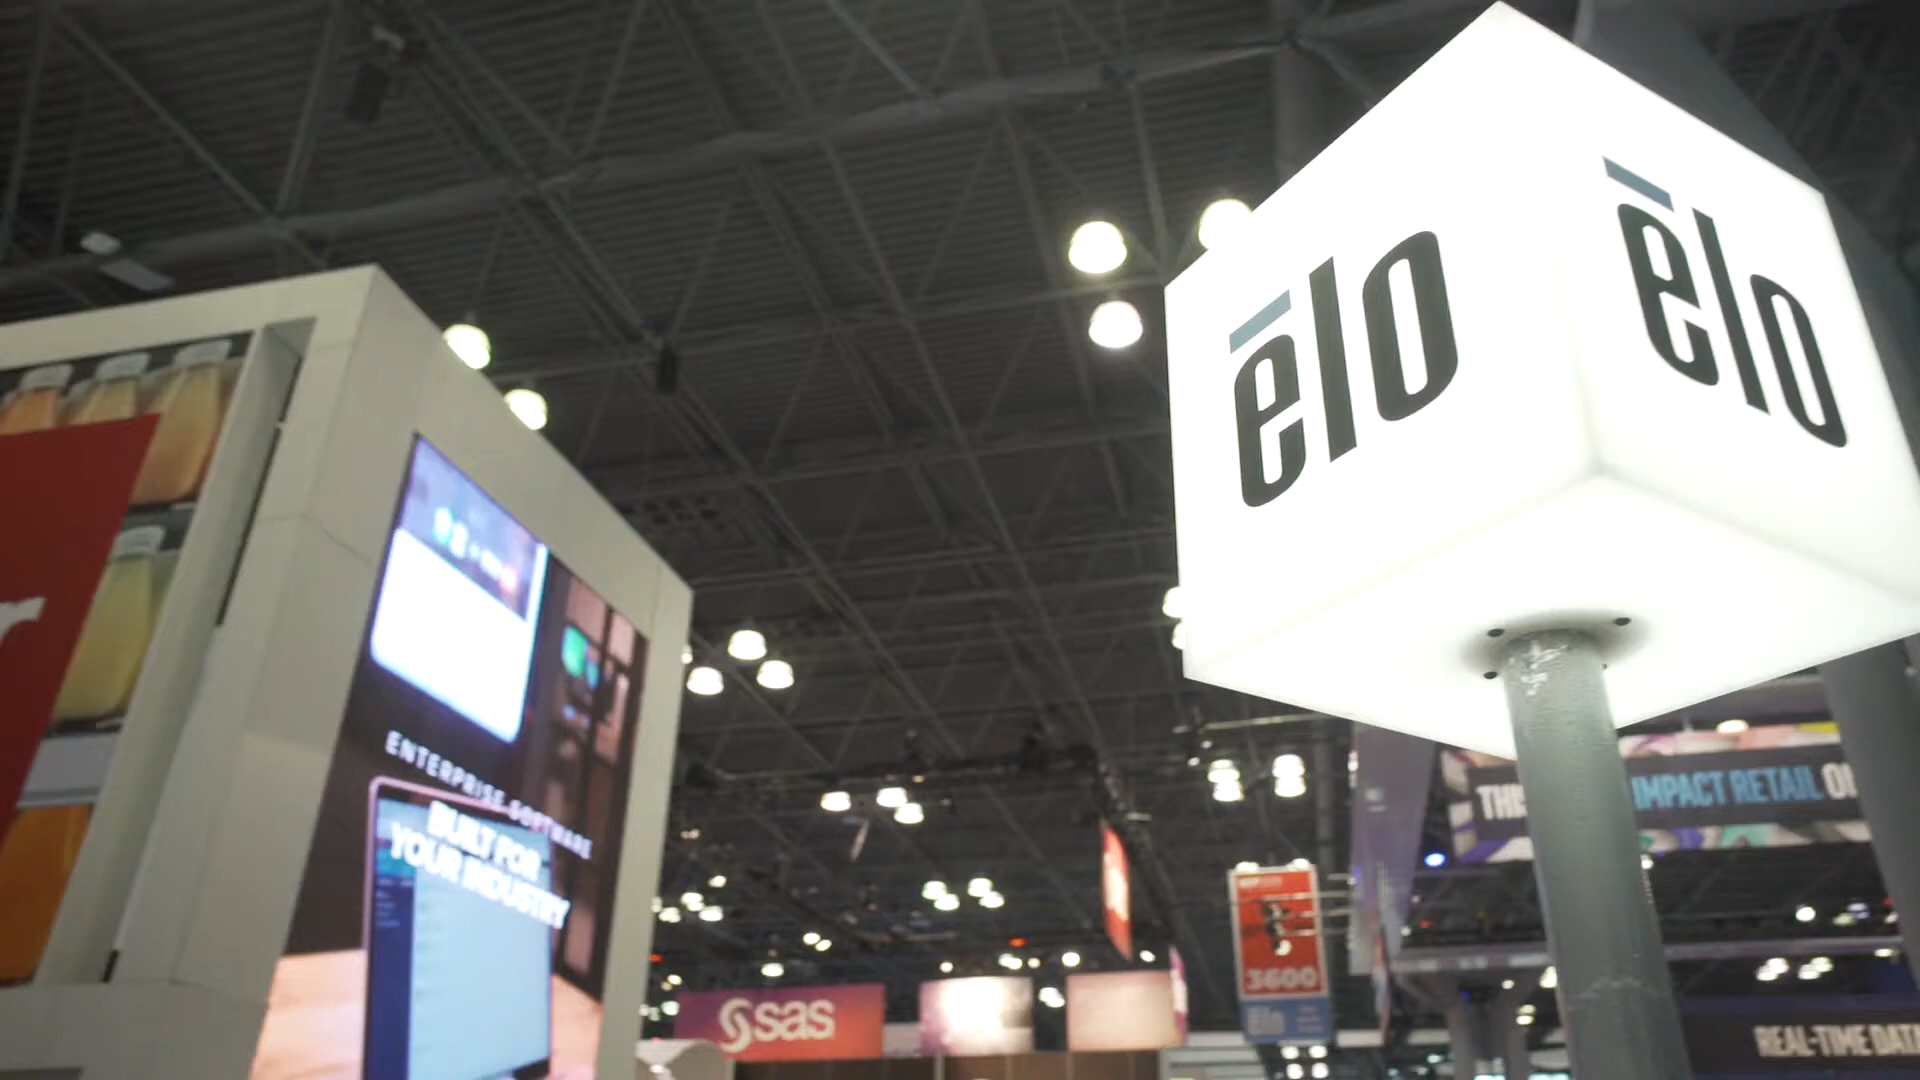 ēlo
ēlo
ENTERPRISE SOFTWARE
BUILT FOR
YOUR INDUSTRY
IMPACT RETAIL
3600
sas
REAL-TIME DATA